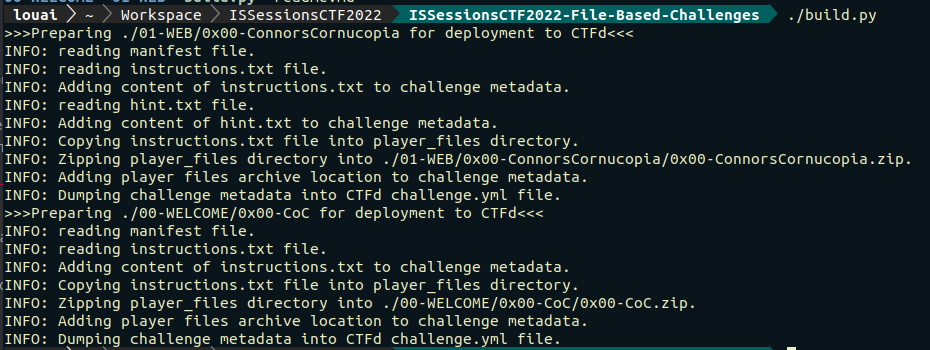 louai ~ Workspace ISSessionsCTF2022 ISSessionsCTF2022-File-Based-Challenges ./build.py
>>>Preparing ./01-WEB/0x00-ConnorsCornucopia for deployment to CTFd<<<
INFO: reading manifest file.
INFO: reading instructions.txt file.
INFO: Adding content of instructions.txt to challenge metadata.
INFO: reading hint.txt file.
INFO: Adding content of hint.txt to challenge metadata.
INFO: Copying instructions.txt file into player_files directory.
INFO: Zipping player_files directory into ./01-WEB/0x00-ConnorsCornucopia/0x00-ConnorsCornucopia.zip.
INFO: Adding player files archive location to challenge metadata.
INFO: Dumping challenge metadata into CTFd challenge.yml file.
>>>Preparing ./00-WELCOME/0x00-CoC for deployment to CTFd<<<
INFO: reading manifest file.
INFO: reading instructions.txt file.
INFO: Adding content of instructions.txt to challenge metadata.
INFO: Copying instructions.txt file into player_files directory.
INFO: Zipping player_files directory into ./00-WELCOME/0x00-CoC/0x00-CoC.zip.
INFO: Adding player files archive location to challenge metadata.
INFO: Dumping challenge metadata into CTFd challenge.yml file.